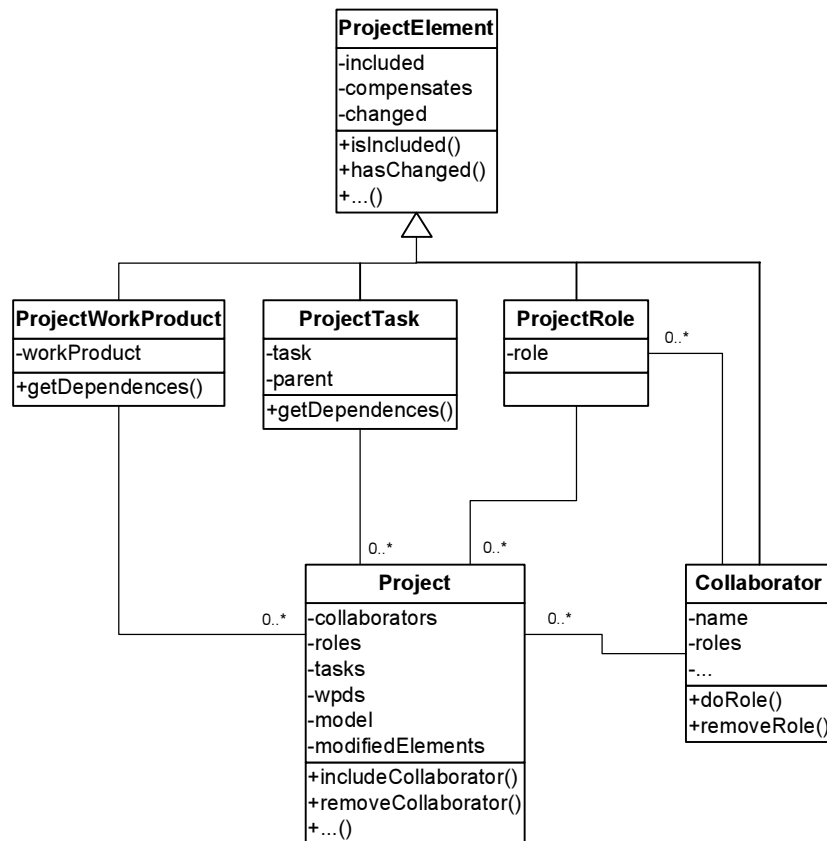 ProjectElement
-included
-compensates
-changed
+isIncluded()
+hasChanged()
+...()
ProjectWorkProduct
-workProduct
+getDependences()
ProjectTask
-task
-parent
+getDependences()
ProjectRole
-role
0..*
0..*
0..*
0..*
0..*
Project
-collaborators
-roles
-tasks
-wpds
-model
-modifiedElements
+includeCollaborator()
+removeCollaborator()
+...()
Collaborator
-name
-roles
-...
+doRole()
+removeRole()